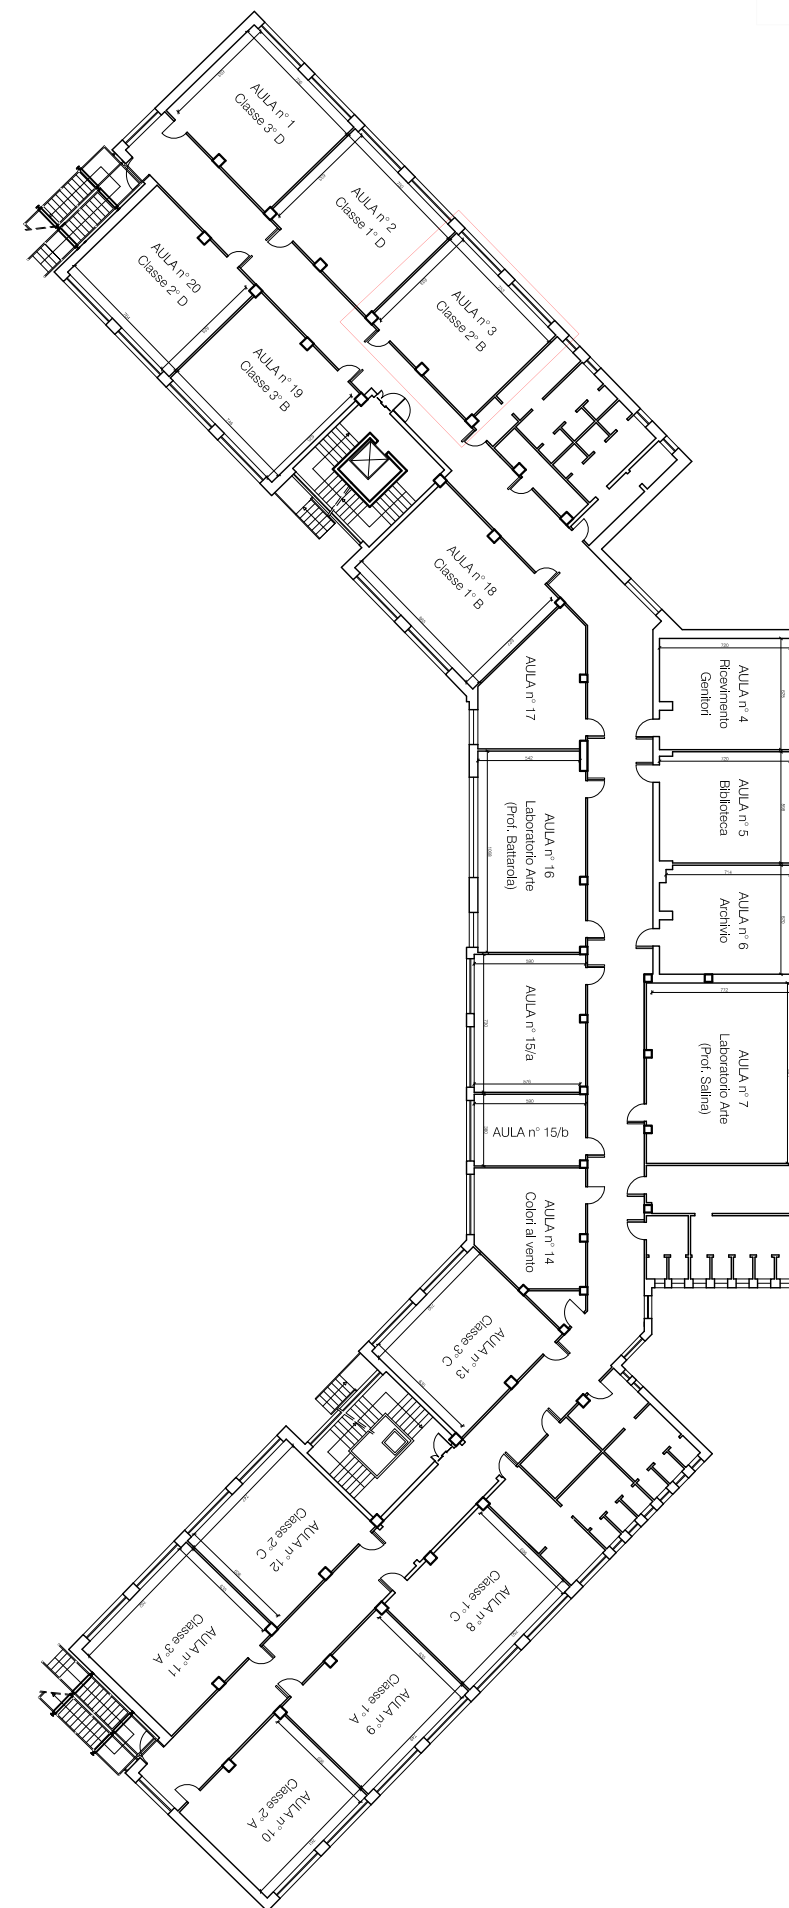 AULA n° 1
Classe 3° D
AULA n° 2
Classe 1° D
AULA n° 20
Classe 2° D
AULA n° 3
Classe 2° B
AULA n° 19
Classe 3° B
AULA n° 18
Classe 1° B
AULA n° 17
AULA n° 4
Ricevimento
Genitori
AULA n° 5
Biblioteca
AULA n° 16
Laboratorio Arte
(Prof. Battarola)
AULA n° 6
Archivio
AULA n° 15/a
AULA n° 7
Laboratorio Arte
(Prof. Salina)
AULA n° 15/b
AULA n° 14
Colori al vento
AULA n° 13
Classe 3° C
AULA n° 12
Classe 2° C
AULA n° 8
Classe 1° C
AULA n° 11
Classe 3° A
AULA n° 9
Classe 1° A
AULA n° 10
Classe 2° A